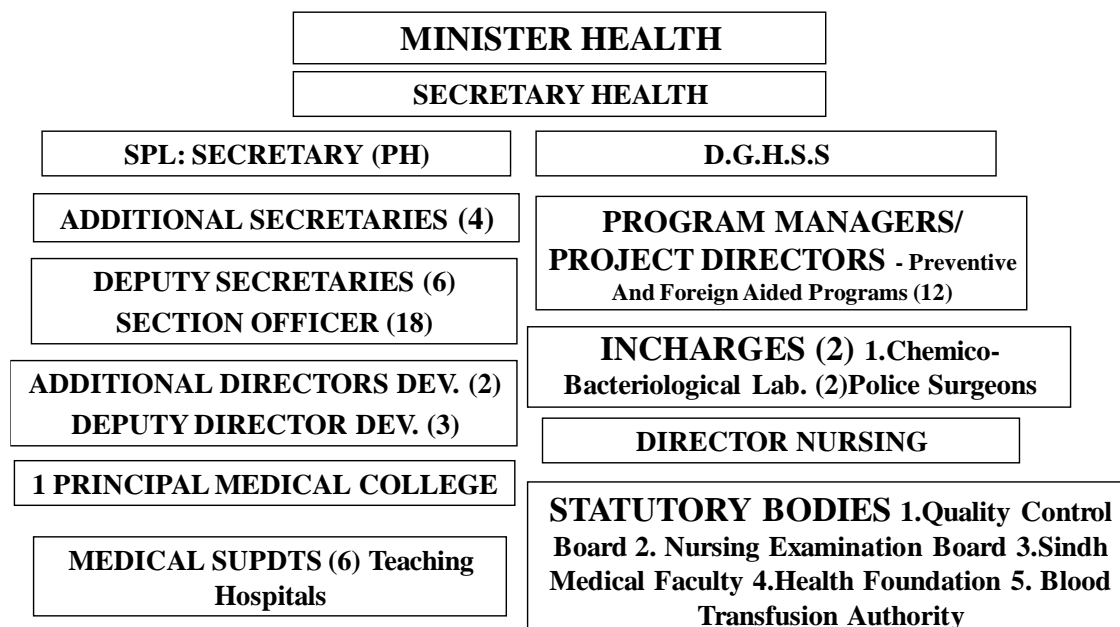 MINISTER HEALTH
SECRETARY HEALTH
SPL: SECRETARY (PH)
ADDITIONAL SECRETARIES (4)
DEPUTY SECRETARIES (6)
SECTION OFFICER (18)
ADDITIONAL DIRECTORS DEV. (2)
DEPUTY DIRECTOR DEV. (3)
1 PRINCIPAL MEDICAL COLLEGE
MEDICAL SUPDTS (6) Teaching
Hospitals
D.G.H.S.S
PROGRAM MANAGERS/
PROJECT DIRECTORS - Preventive
And Foreign Aided Programs (12)
INCHARGES (2) 1.Chemico-
Bacteriological Lab. (2)Police Surgeons
DIRECTOR NURSING
STATUTORY BODIES 1.Quality Control
Board 2. Nursing Examination Board 3.Sindh
Medical Faculty 4.Health Foundation 5. Blood
Transfusion Authority